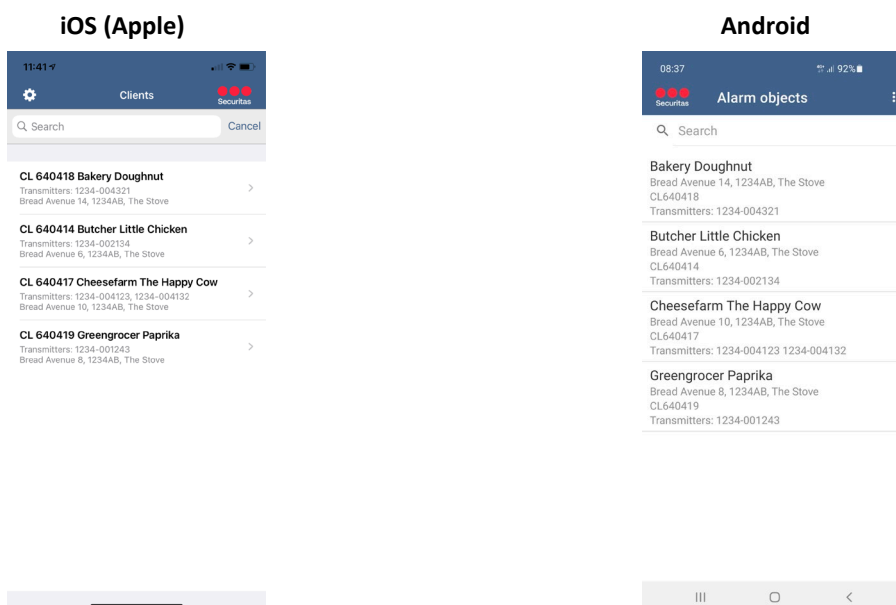 iOS (Apple)
11:41
Clients
Securitas
Search
Cancel
CL 640418 Bakery Doughnut
Transmitters: 1234-004321
Bread Avenue 14, 1234AB, The Stove
CL 640414 Butcher Little Chicken
Transmitters: 1234-002134
Bread Avenue 6, 1234AB, The Stove
CL 640417 Cheesefarm The Happy Cow
Transmitters: 1234-004123, 1234-004132
Bread Avenue 10, 1234AB, The Stove
CL 640419 Greengrocer Paprika
Transmitters: 1234-001243
Bread Avenue 8, 1234AB, The Stove
Android
08:37 92%
Securitas
Alarm objects
Search
Bakery Doughnut
Bread Avenue 14, 1234AB, The Stove
CL640418
Transmitters: 1234-004321
Butcher Little Chicken
Bread Avenue 6, 1234AB, The Stove
CL640414
Transmitters: 1234-002134
Cheesefarm The Happy Cow
Bread Avenue 10, 1234AB, The Stove
CL640417
Transmitters: 1234-004123 1234-004132
Greengrocer Paprika
Bread Avenue 8, 1234AB, The Stove
CL640419
Transmitters: 1234-001243